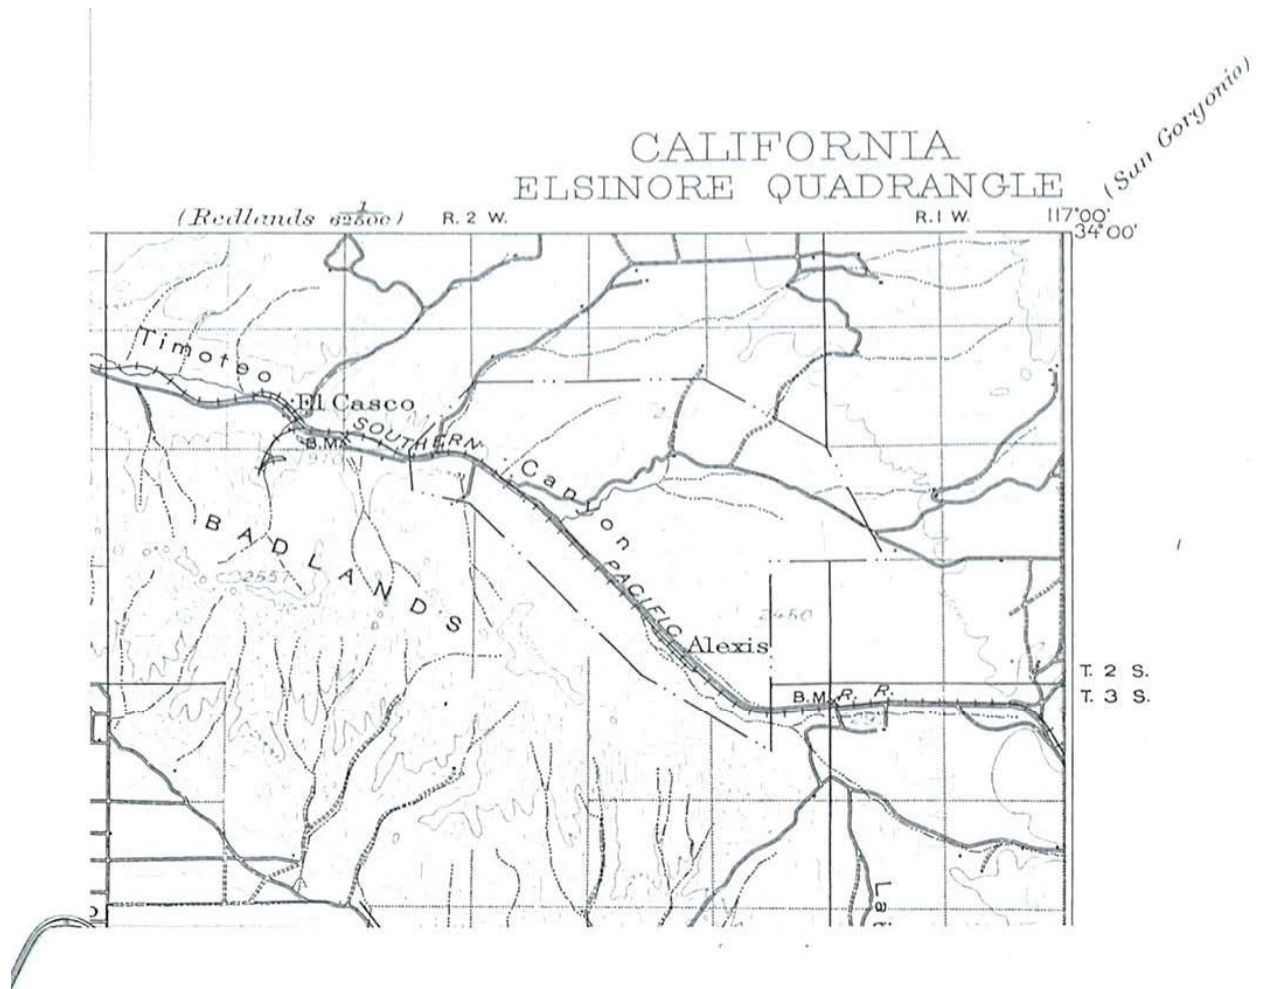 (San Gorgonio)
CALIFORNIA
ELSINORE QUADRANGLE
(Redlands 1/62500) R. 2 W. R. 1 W. 117°00'
34°00'
Timoteo
El Casco
SOUTHERN
B.M.
Canyon
BADLANDS
2557
PACIFIC
2450
Alexis
T. 2 S.
B.M. R. R.
T. 3 S.